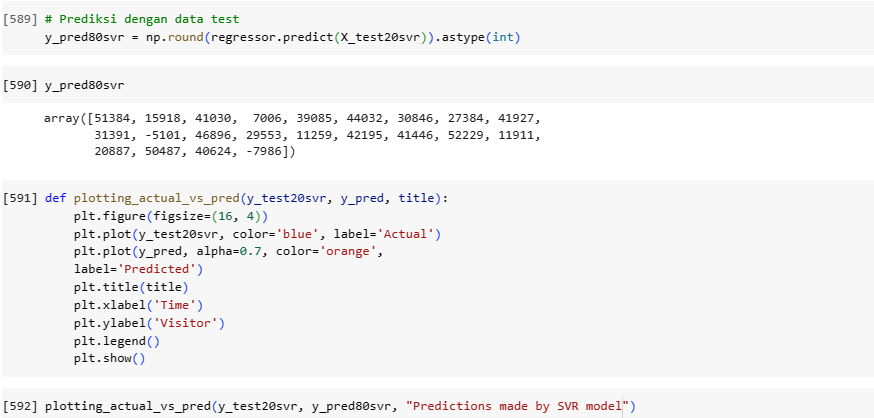 [589] # Prediksi dengan data test
y_pred80svr = np.round(regressor.predict(X_test20svr)).astype(int)
[590] y_pred80svr
array([51384, 15918, 41030,  7006, 39085, 44032, 30846, 27384, 41927,
31391, -5101, 46896, 29553, 11259, 42195, 41446, 52229, 11911,
20887, 50487, 40624, -7986])
[591] def plotting_actual_vs_pred(y_test20svr, y_pred, title):
plt.figure(figsize=(16, 4))
plt.plot(y_test20svr, color='blue', label='Actual')
plt.plot(y_pred, alpha=0.7, color='orange',
label='Predicted')
plt.title(title)
plt.xlabel('Time')
plt.ylabel('Visitor')
plt.legend()
plt.show()
[592] plotting_actual_vs_pred(y_test20svr, y_pred80svr, "Predictions made by SVR model")